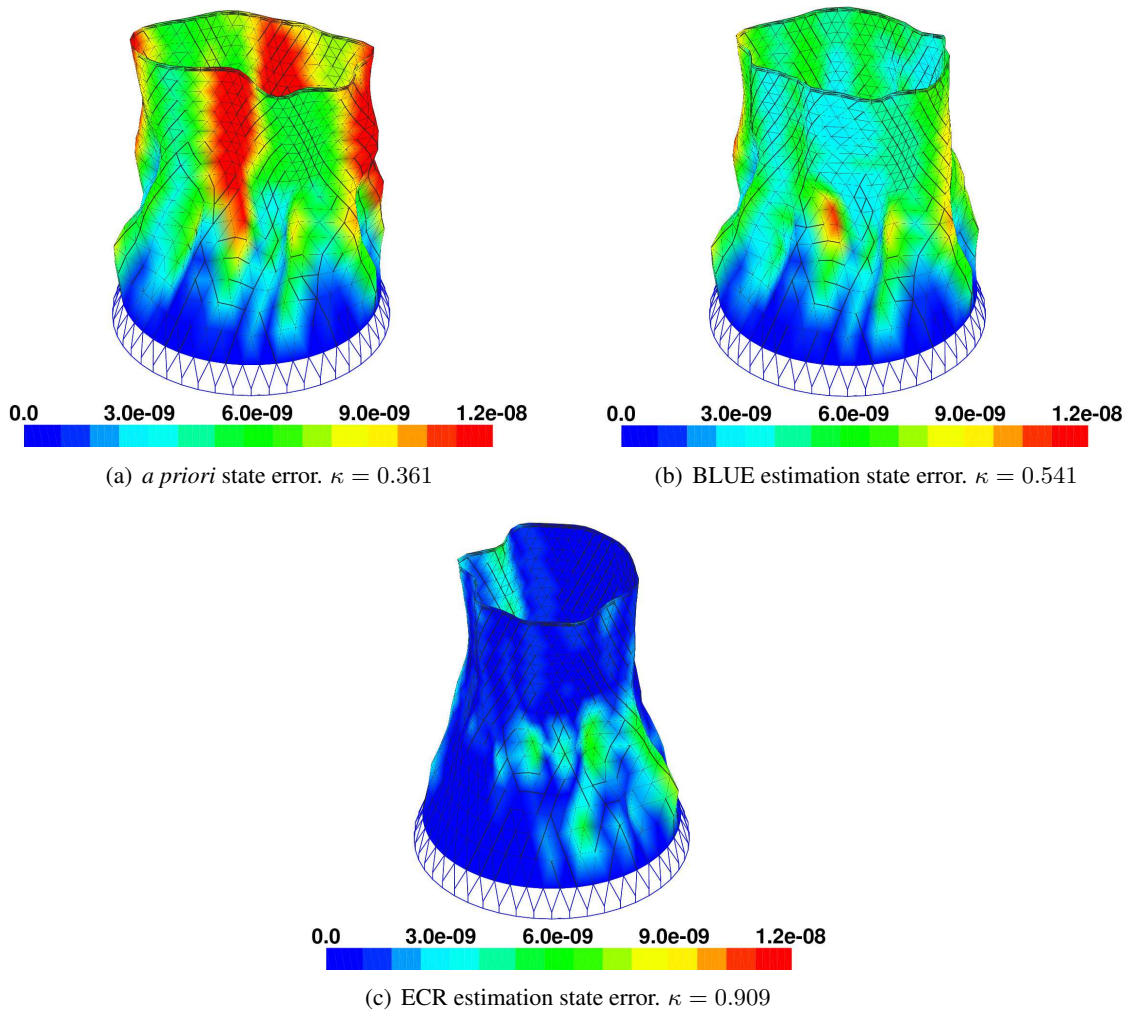 0.0 3.0e-09 6.0e-09 9.0e-09 1.2e-08
(a) a priori state error. κ = 0.361
0.0 3.0e-09 6.0e-09 9.0e-09 1.2e-08
(b) BLUE estimation state error. κ = 0.541
0.0 3.0e-09 6.0e-09 9.0e-09 1.2e-08
(c) ECR estimation state error. κ = 0.909